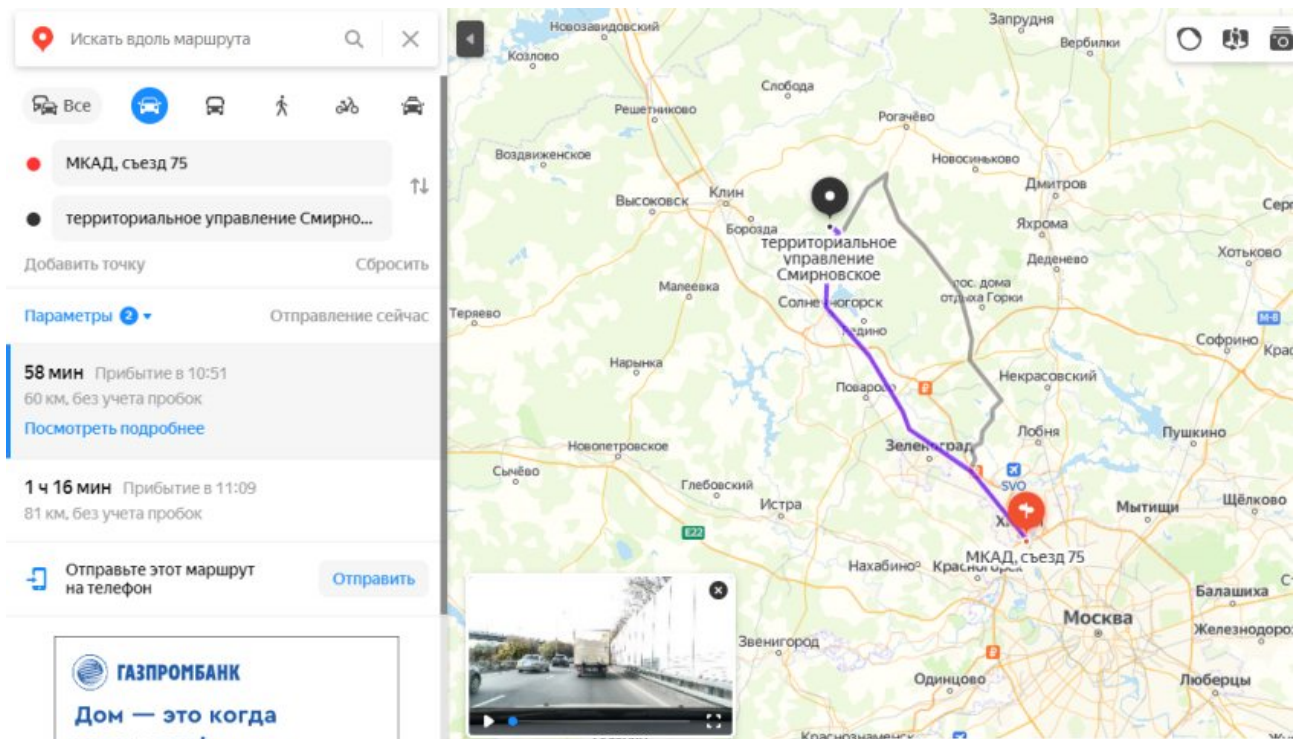 Искать вдоль маршрута
Все
МКАД, съезд 75
территориальное управление Смирно...
Добавить точку
Сбросить
Параметры 2
Отправление сейчас
58 мин Прибытие в 10:51
60 км, без учета пробок
Посмотреть подробнее
1 ч 16 мин Прибытие в 11:09
81 км, без учета пробок
Отправьте этот маршрут
на телефон
Отправить
ГАЗПРОМБАНК
Дом — это когда
Новозавидовский
Запрудня
Вербилки
Козлово
Слобода
Решетниково
Рогачёво
Воздвиженское
Новосиньково
Дмитров
Клин
Высоковск
Серг
Борозда
Яхрома
территориальное
управление
Смирновское
Деденево
Хотьково
Малеевка
пос. дома
отдыха Горки
Солнечногорск
Теряево
М-8
Софрино
Крас
Нарынка
Некрасовский
Поварово
Лобня
Пушкино
Новопетровское
Зеленоград
Сычёво
SVO
Глебовский
Истра
Мытищи
Щёлково
E22
МКАД, съезд 75
Нахабино
Красногорск
Балашиха
Москва
Звенигород
Железнодорож
Одинцово
Люберцы
Краснознаменск